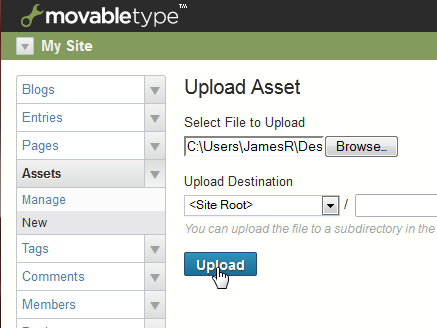 movabletype™
My Site
Blogs
Entries
Pages
Assets
Manage
New
Tags
Comments
Members
Upload Asset
Select File to Upload
C:\Users\JamesR\Des
Browse...
Upload Destination
<Site Root>
/
You can upload the file to a subdirectory in the
Upload